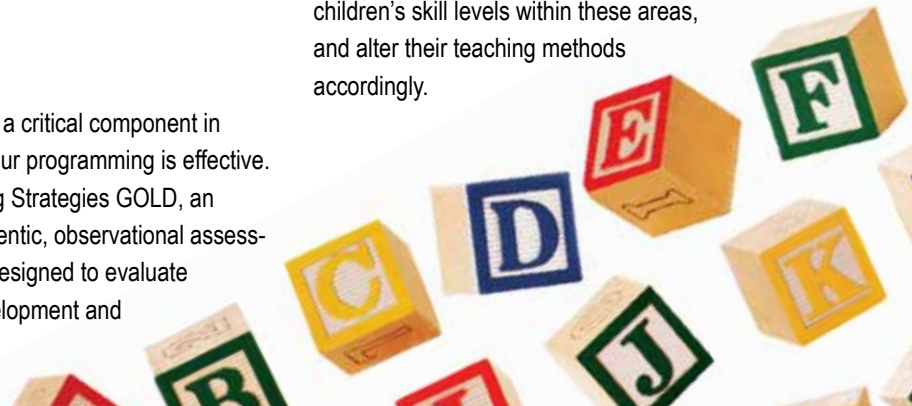 a critical component in
ur programming is effective.
g Strategies GOLD, an
entic, observational assess-
esigned to evaluate
elopment and
children's skill levels within these areas,
and alter their teaching methods
accordingly.
B
C
D
E
F
J
K